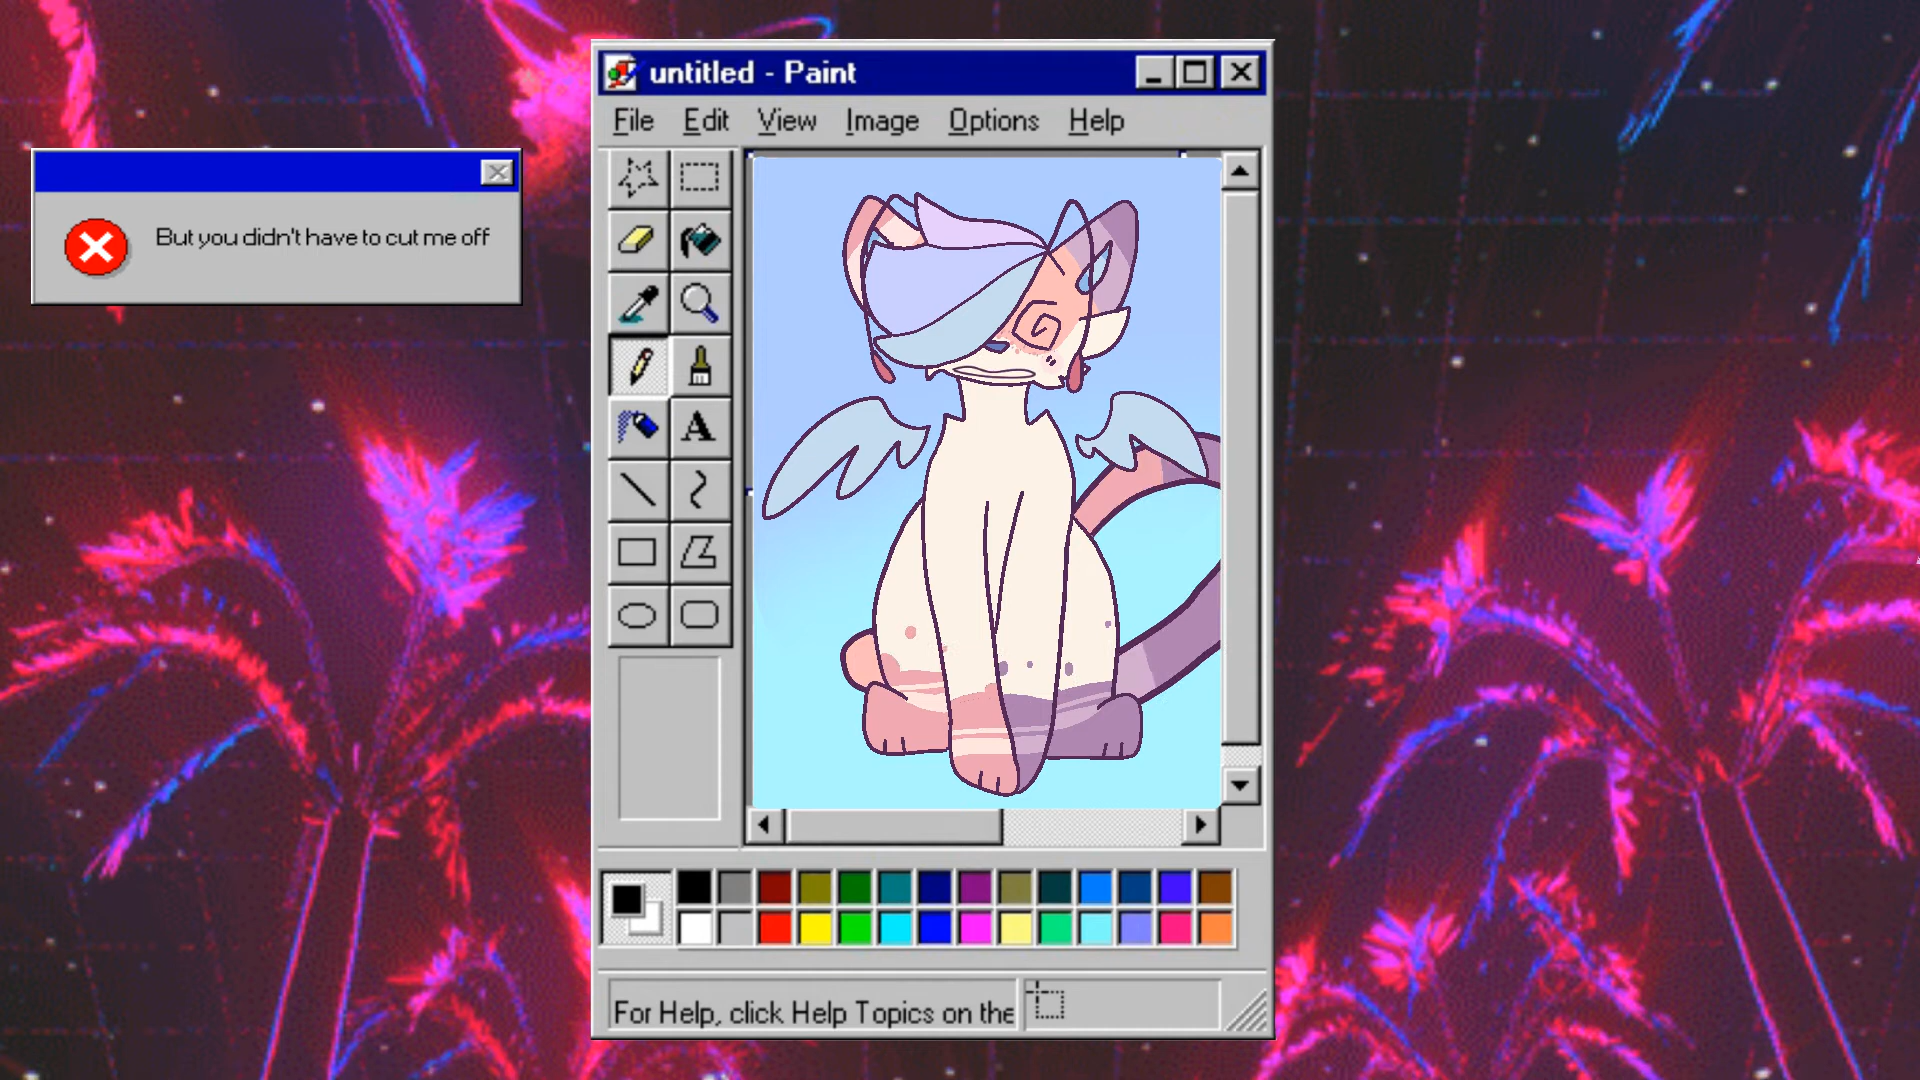 But you didn't have to cut me off
untitled - Paint
File Edit View Image Options Help
A
For Help, click Help Topics on the